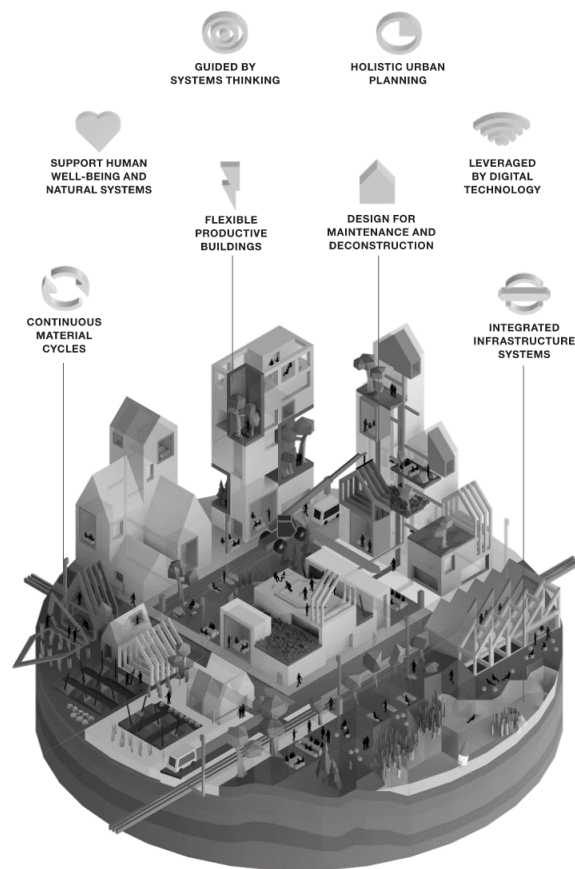 GUIDED BY
SYSTEMS THINKING
HOLISTIC URBAN
PLANNING
SUPPORT HUMAN
WELL-BEING AND
NATURAL SYSTEMS
LEVERAGED
BY DIGITAL
TECHNOLOGY
FLEXIBLE
PRODUCTIVE
BUILDINGS
DESIGN FOR
MAINTENANCE AND
DECONSTRUCTION
CONTINUOUS
MATERIAL
CYCLES
INTEGRATED
INFRASTRUCTURE
SYSTEMS